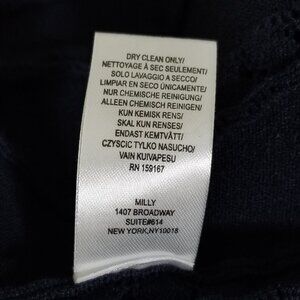 DRY CLEAN ONLY/
NETTOYAGE À SEC SEULEMENT/
SOLO LAVAGGIO A SECCO/
LIMPIAR EN SECO ÚNICAMENTE/
NUR CHEMISCHE REINIGUNG/
ALLEEN CHEMISCH REINIGEN/
KUN KEMISK RENS/
SKAL KUN RENSES/
ENDAST KEMTVÄTT/
CZYSCIC TYLKO NASUCHO/
VAIN KUIVAPESU
RN 159167
MILLY
1407 BROADWAY
SUITE#614
NEW YORK,NY10018